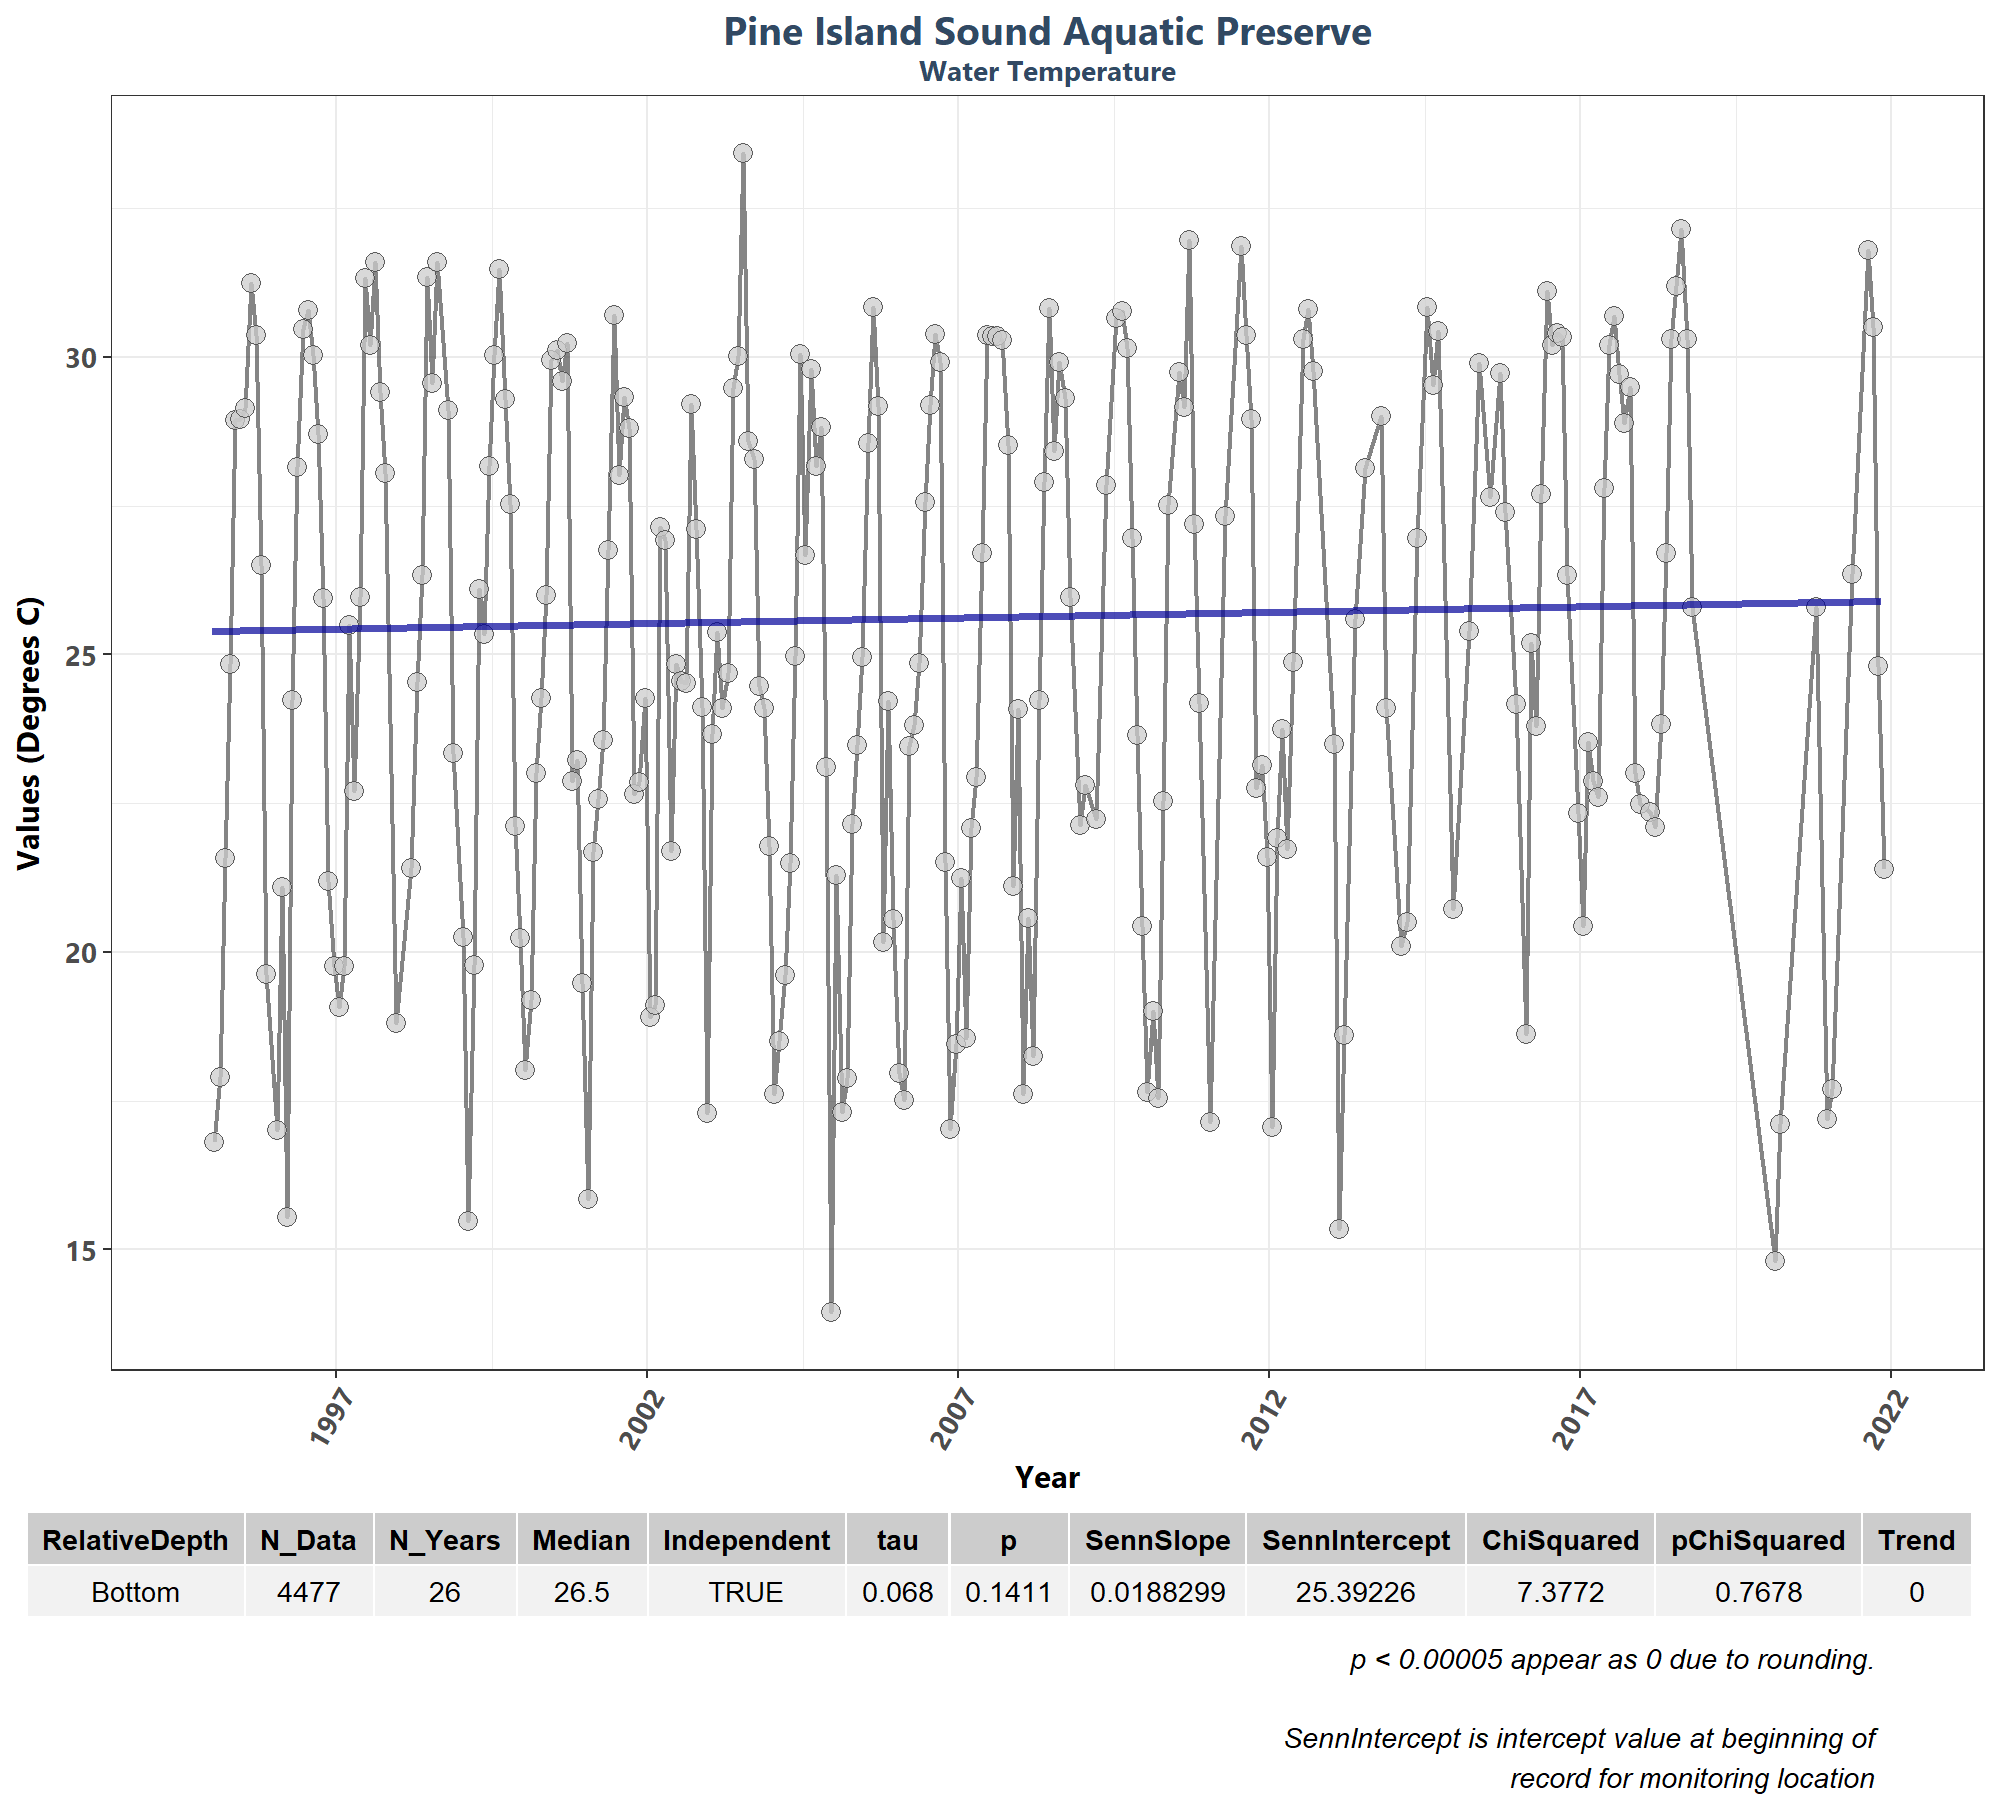 Pine Island Sound Aquatic Preserve
Water Temperature
Values (Degrees C)
30
25
20
15
1997 2002 2007 2012 2017 2022
Year
RelativeDepth N_Data N_Years Median Independent tau p SennSlope SennIntercept ChiSquared pChiSquared Trend
Bottom 4477 26 26.5 TRUE 0.068 0.1411 0.0188299 25.39226 7.3772 0.7678 0
p < 0.00005 appear as 0 due to rounding.
SennIntercept is intercept value at beginning of
record for monitoring location